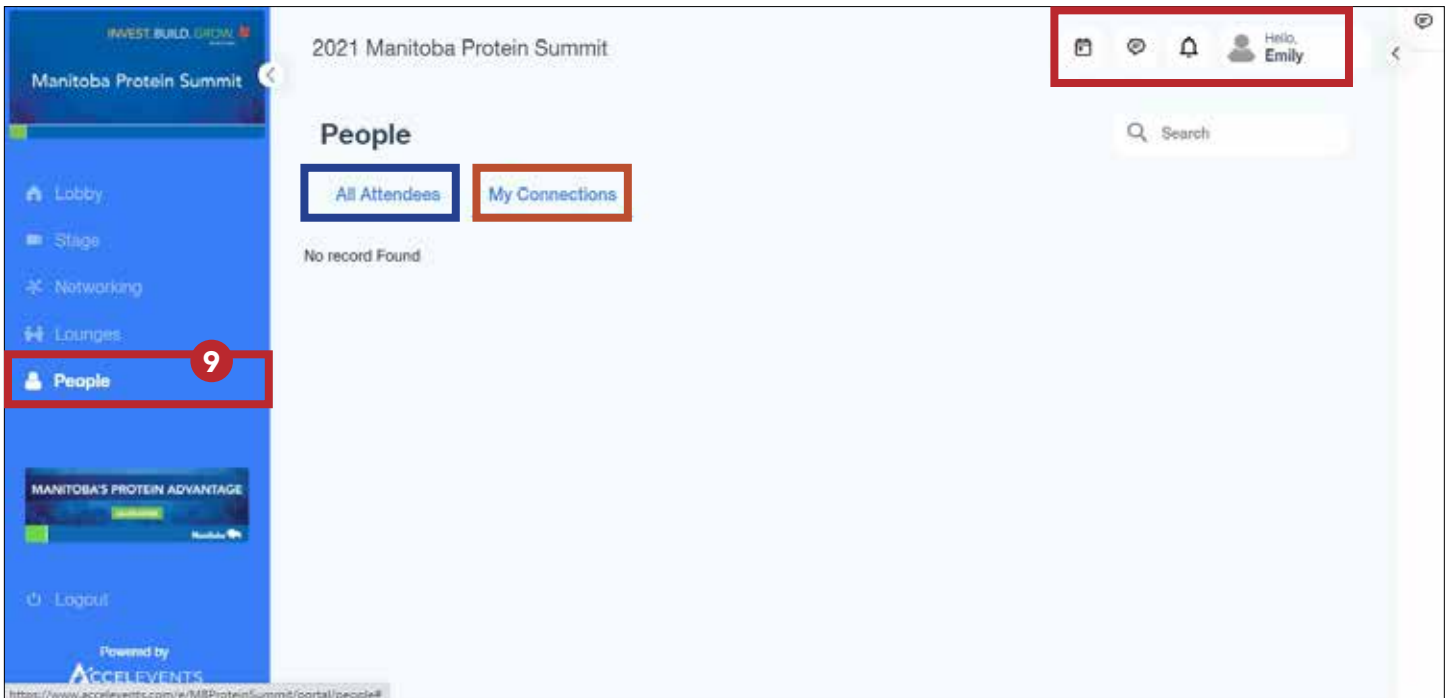 INVEST. BUILD. GROW.
Manitoba Protein Summit
2021 Manitoba Protein Summit
Hello,
Emily
People
Search
All Attendees
My Connections
No record Found
Lobby
Stage
Networking
Lounges
9
People
MANITOBA'S PROTEIN ADVANTAGE
Manitoba
Logout
Powered by
ACCELEVENTS
https://www.accelevents.com/e/MBProteinSummit/portal/people#